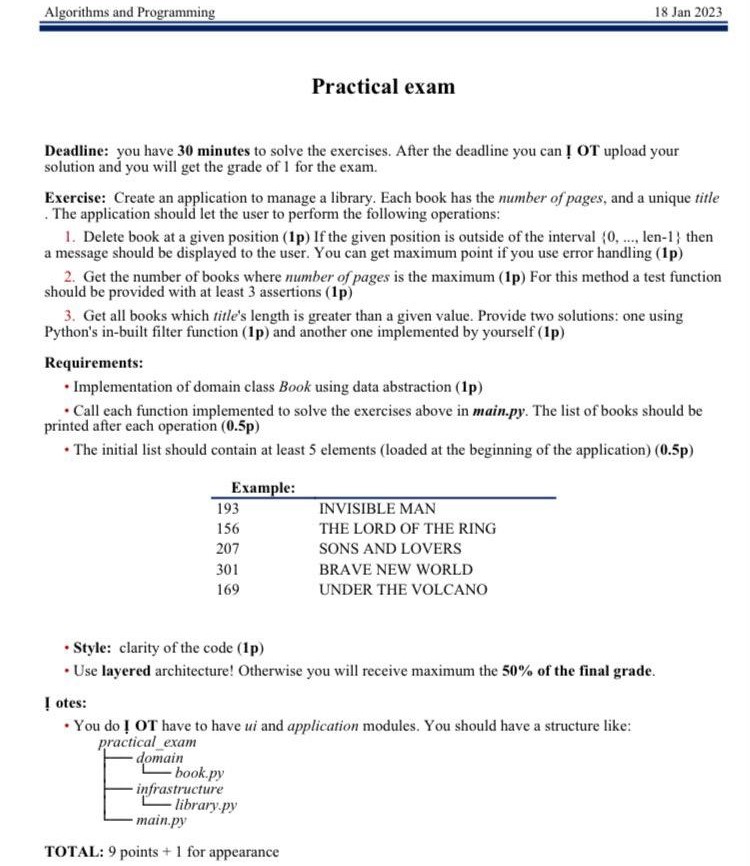 Algorithms and Programming 18 Jan 2023
Practical exam
Deadline: you have 30 minutes to solve the exercises. After the deadline you can Ị OT upload your
solution and you will get the grade of 1 for the exam.
Exercise: Create an application to manage a library. Each book has the number of pages, and a unique title
. The application should let the user to perform the following operations:
1. Delete book at a given position (1p) If the given position is outside of the interval {0, ..., len-1} then
a message should be displayed to the user. You can get maximum point if you use error handling (1p)
2. Get the number of books where number of pages is the maximum (1p) For this method a test function
should be provided with at least 3 assertions (1p)
3. Get all books which title's length is greater than a given value. Provide two solutions: one using
Python's in-built filter function (1p) and another one implemented by yourself (1p)
Requirements:
• Implementation of domain class Book using data abstraction (1p)
• Call each function implemented to solve the exercises above in main.py. The list of books should be
printed after each operation (0.5p)
• The initial list should contain at least 5 elements (loaded at the beginning of the application) (0.5p)
Example:
193 INVISIBLE MAN
156 THE LORD OF THE RING
207 SONS AND LOVERS
301 BRAVE NEW WORLD
169 UNDER THE VOLCANO
• Style: clarity of the code (1p)
• Use layered architecture! Otherwise you will receive maximum the 50% of the final grade.
Ị otes:
• You do Ị OT have to have ui and application modules. You should have a structure like:
practical_exam
domain
book.py
infrastructure
library.py
main.py
TOTAL: 9 points + 1 for appearance